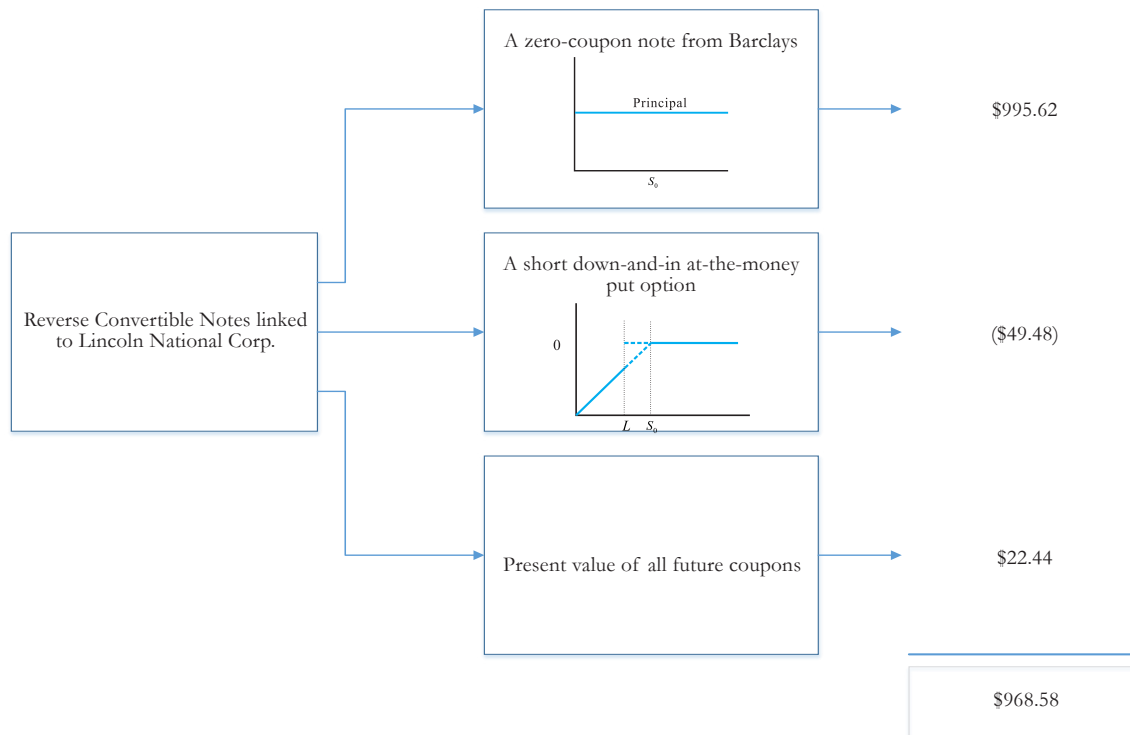 A zero-coupon note from Barclays
Principal
S₀
$995.62
Reverse Convertible Notes linked
to Lincoln National Corp.
A short down-and-in at-the-money
put option
0
L S₀
($49.48)
Present value of all future coupons
$22.44
$968.58